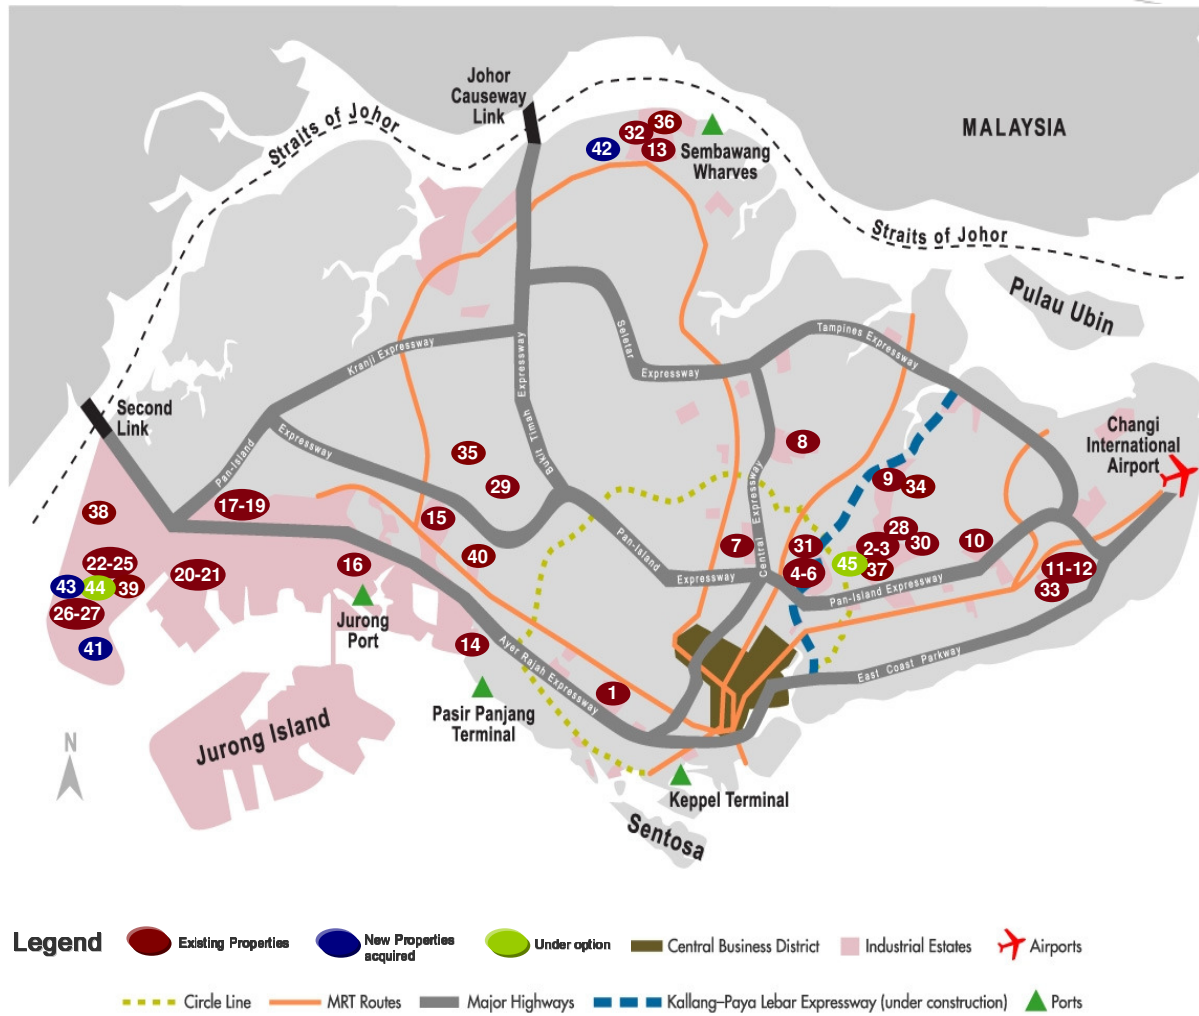 Johor
Causeway
Link
Straits of Johor
MALAYSIA
36
32
42
13
Sembawang
Wharves
Straits of Johor
Pulau Ubin
Seletar
Expressway
Tampines Expressway
Kranji Expressway
Expressway
Bukit Timah
Second
Link
Changi
International
Airport
Pan-Island
Expressway
35
29
8
9
34
17-19
38
15
40
Pan-Island
Expressway
Central Expressway
7
31
4-6
28
2-3
30
37
45
10
11-12
33
Pan-Island Expressway
22-25
43
44
39
26-27
41
20-21
16
Jurong
Port
14
Ayer Rajah Expressway
1
East Coast Parkway
Pasir Panjang
Terminal
Jurong Island
N
Keppel Terminal
Sentosa
Legend
Existing Properties
New Properties
acquired
Under option
Central Business District
Industrial Estates
Airports
Circle Line
MRT Routes
Major Highways
Kallang–Paya Lebar Expressway (under construction)
Ports